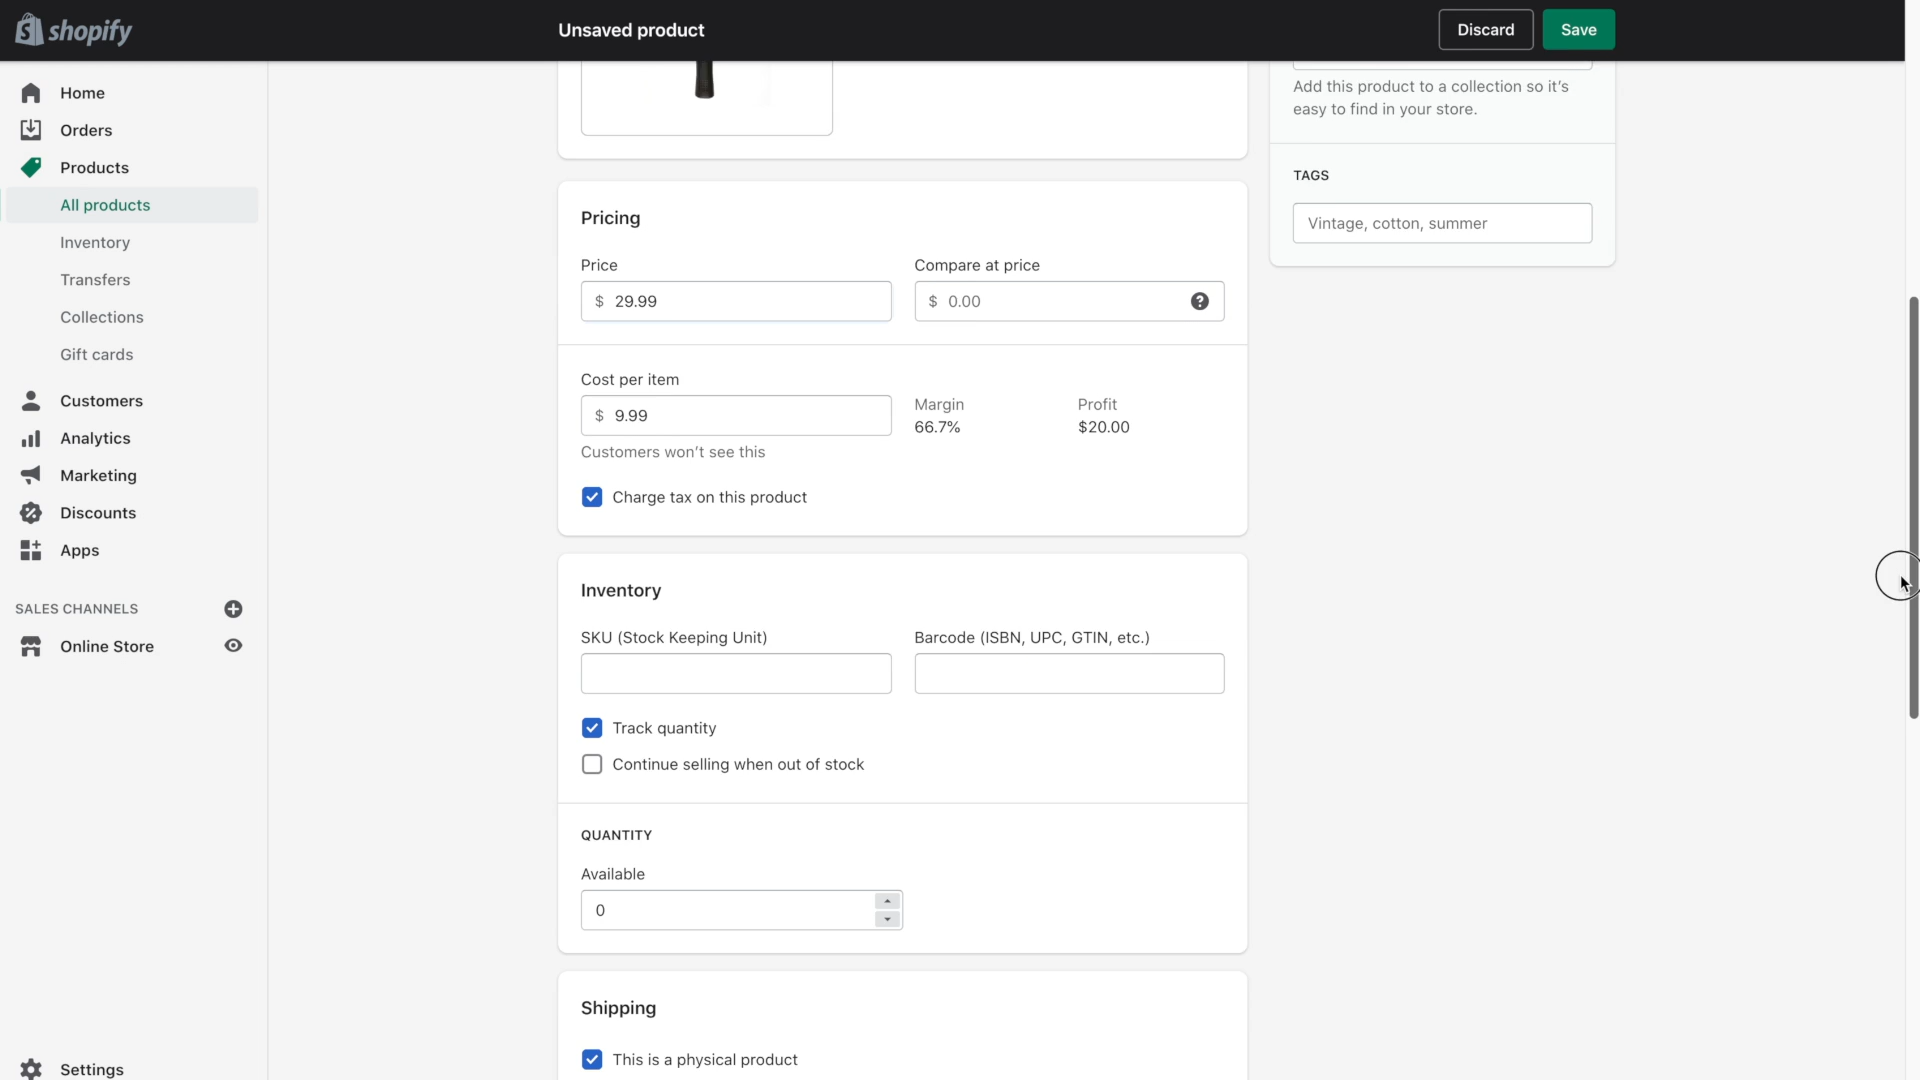 shopify
Unsaved product
Discard
Save
Home
Orders
Products
All products
Inventory
Transfers
Collections
Gift cards
Customers
Analytics
Marketing
Discounts
Apps
SALES CHANNELS
Online Store
Settings
Pricing
Price
Compare at price
$ 29.99
$ 0.00
Cost per item
$ 9.99
Margin
66.7%
Profit
$20.00
Customers won't see this
Charge tax on this product
Inventory
SKU (Stock Keeping Unit)
Barcode (ISBN, UPC, GTIN, etc.)
Track quantity
Continue selling when out of stock
QUANTITY
Available
0
Shipping
This is a physical product
Add this product to a collection so it's
easy to find in your store.
TAGS
Vintage, cotton, summer